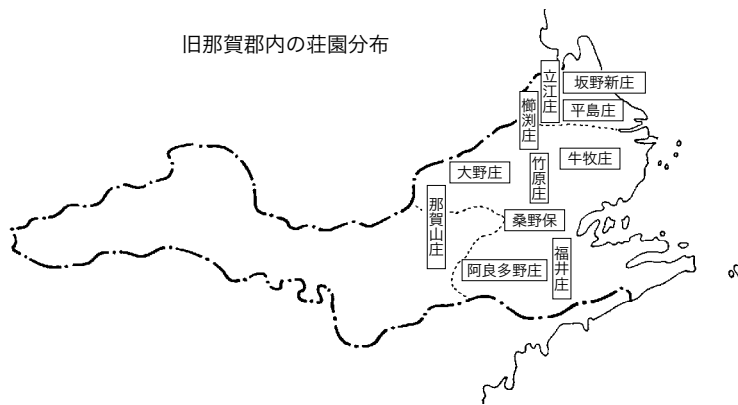 旧那賀郡内の荘園分布
立江庄
坂野新庄
櫛渕庄
平島庄
牛牧庄
竹原庄
大野庄
那賀山庄
桑野保
福井庄
阿良多野庄